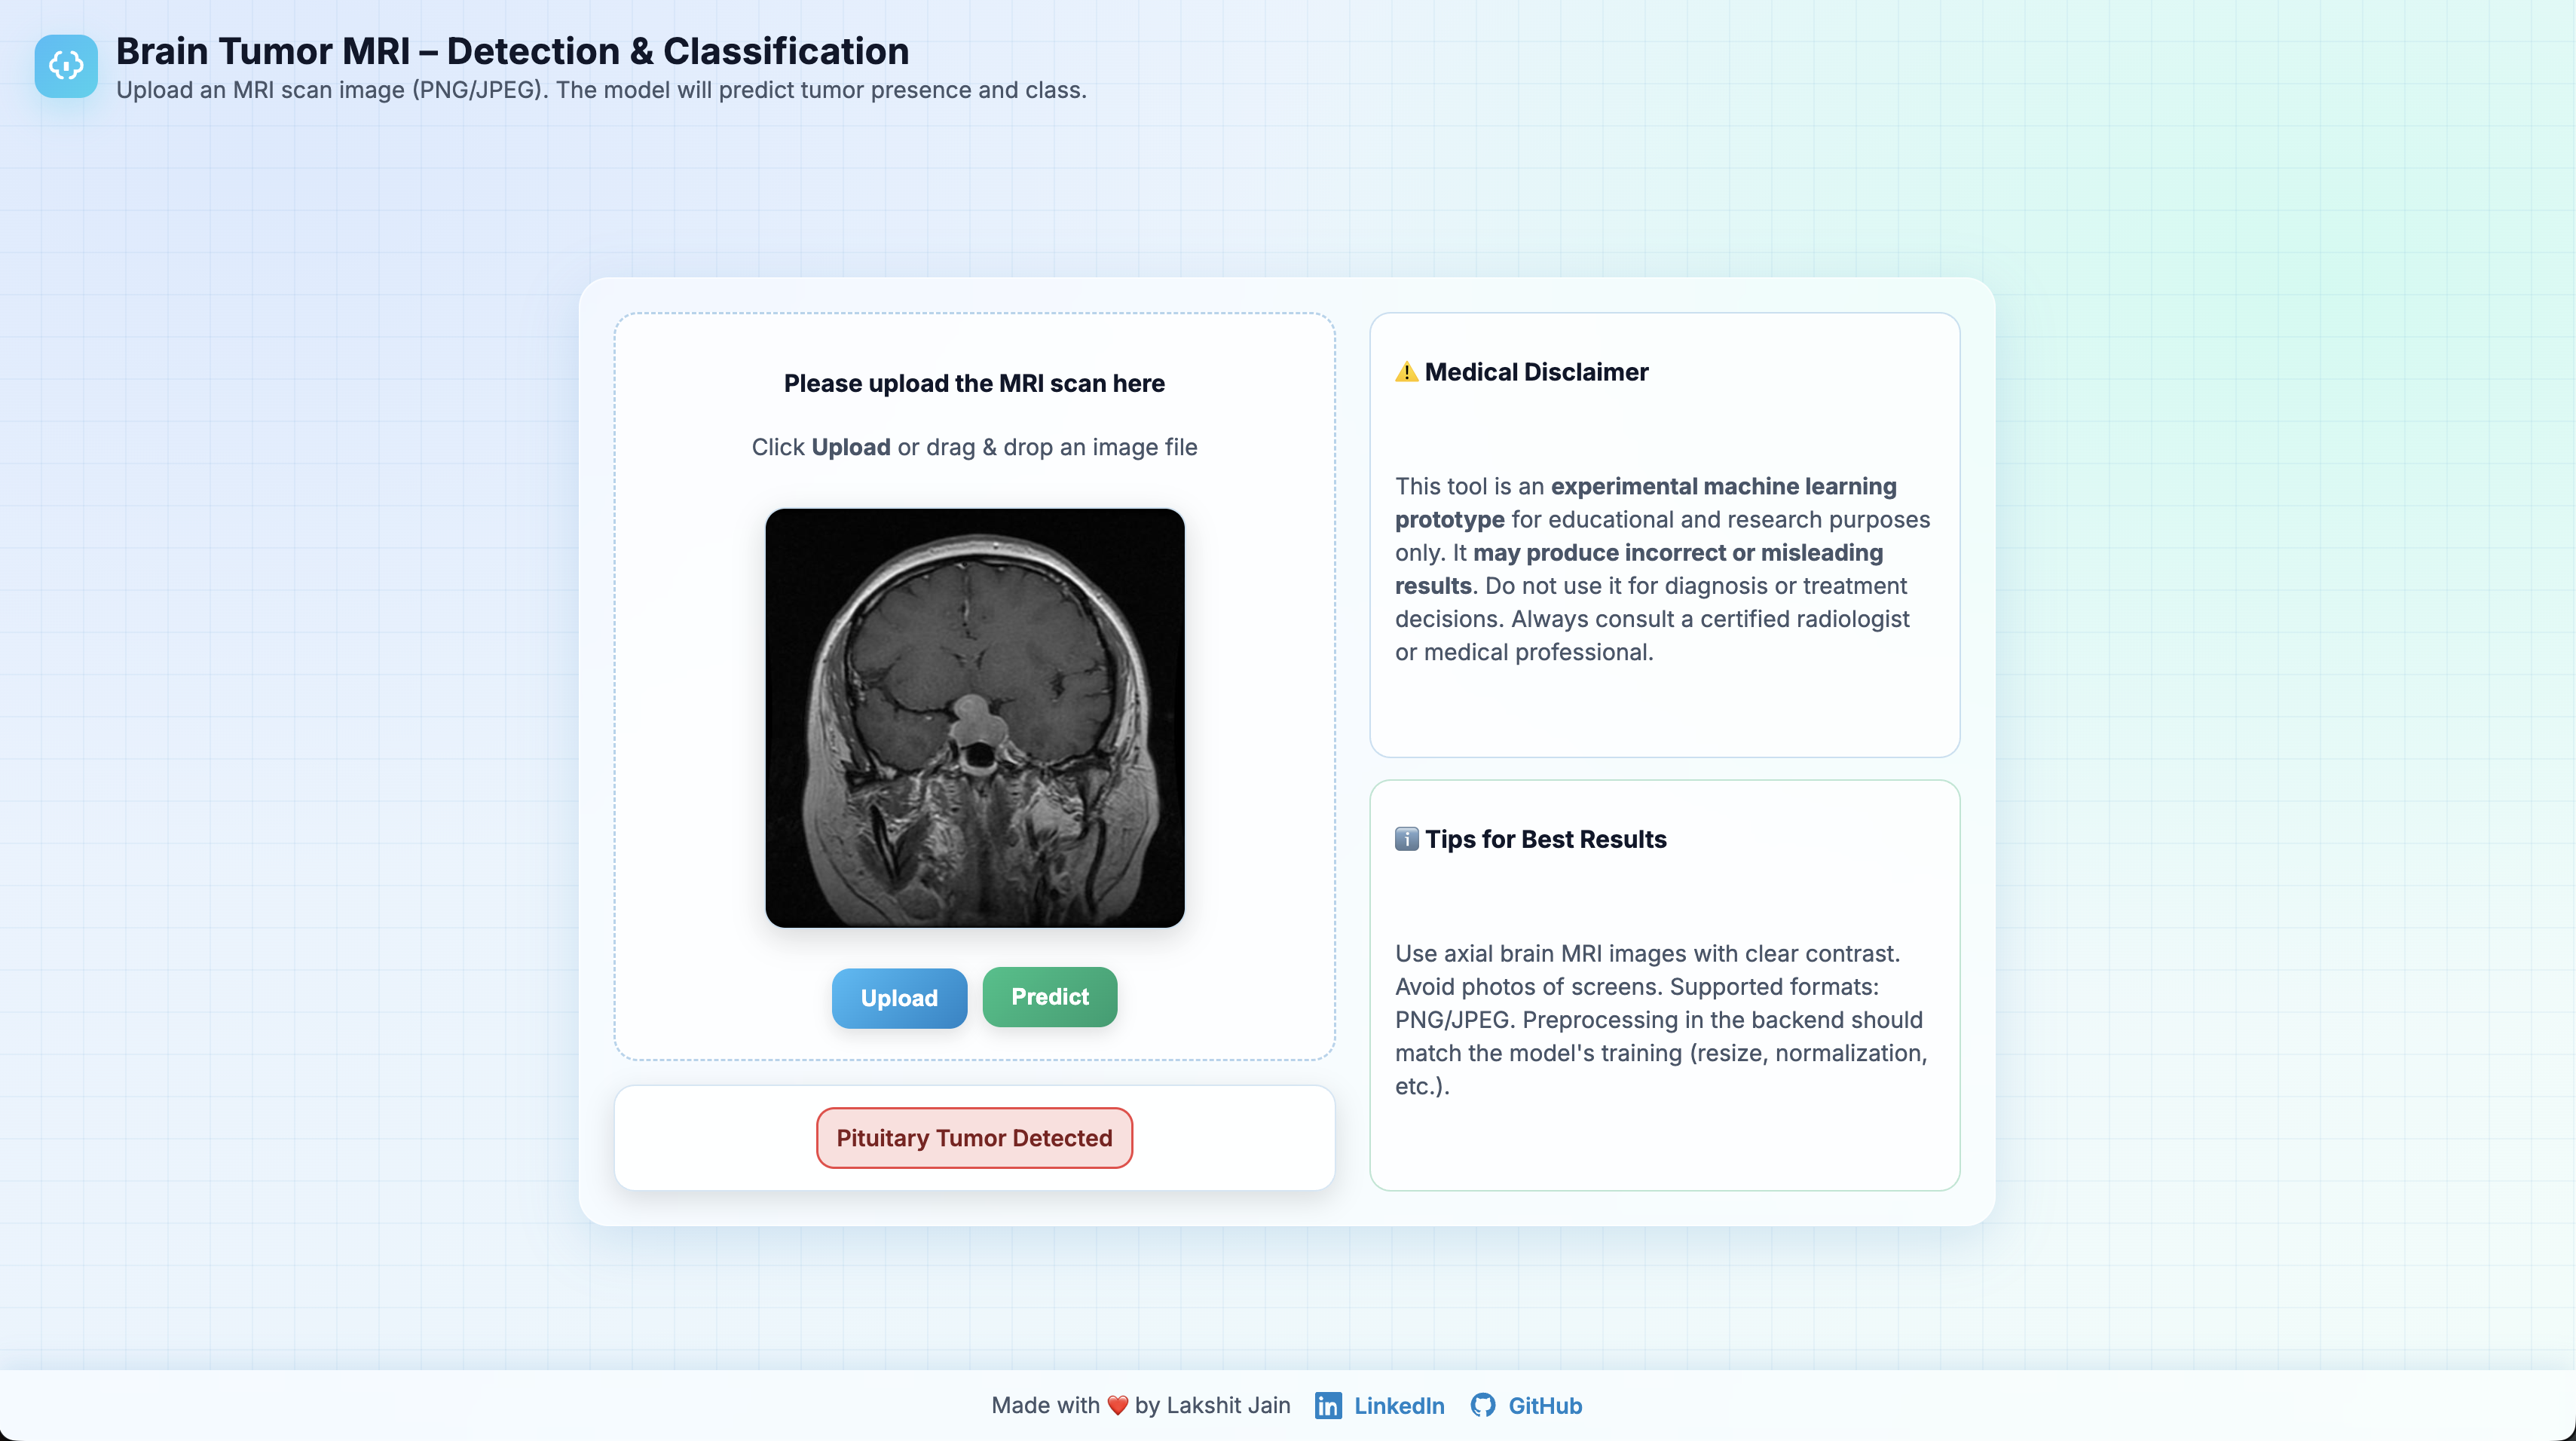 Brain Tumor MRI – Detection & Classification
Upload an MRI scan image (PNG/JPEG). The model will predict tumor presence and class.
Please upload the MRI scan here
Click Upload or drag & drop an image file
Upload
Predict
Pituitary Tumor Detected
⚠️ Medical Disclaimer
This tool is an experimental machine learning
prototype for educational and research purposes
only. It may produce incorrect or misleading
results. Do not use it for diagnosis or treatment
decisions. Always consult a certified radiologist
or medical professional.
ℹ️ Tips for Best Results
Use axial brain MRI images with clear contrast.
Avoid photos of screens. Supported formats:
PNG/JPEG. Preprocessing in the backend should
match the model's training (resize, normalization,
etc.).
Made with ❤️ by Lakshit Jain
LinkedIn
GitHub